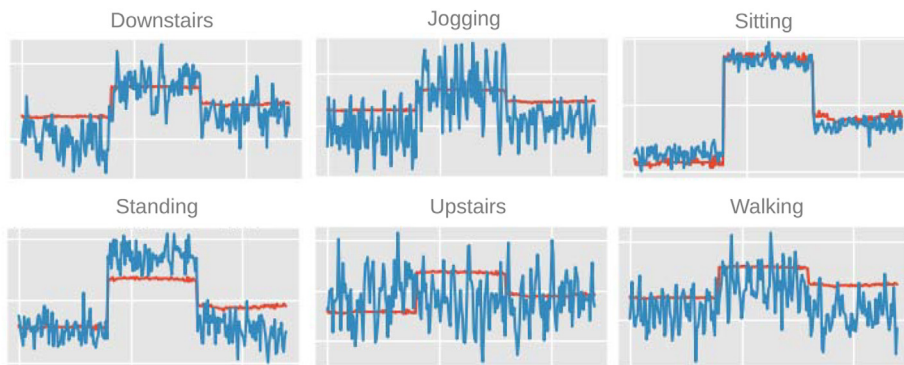 Downstairs
Jogging
Sitting
Standing
Upstairs
Walking